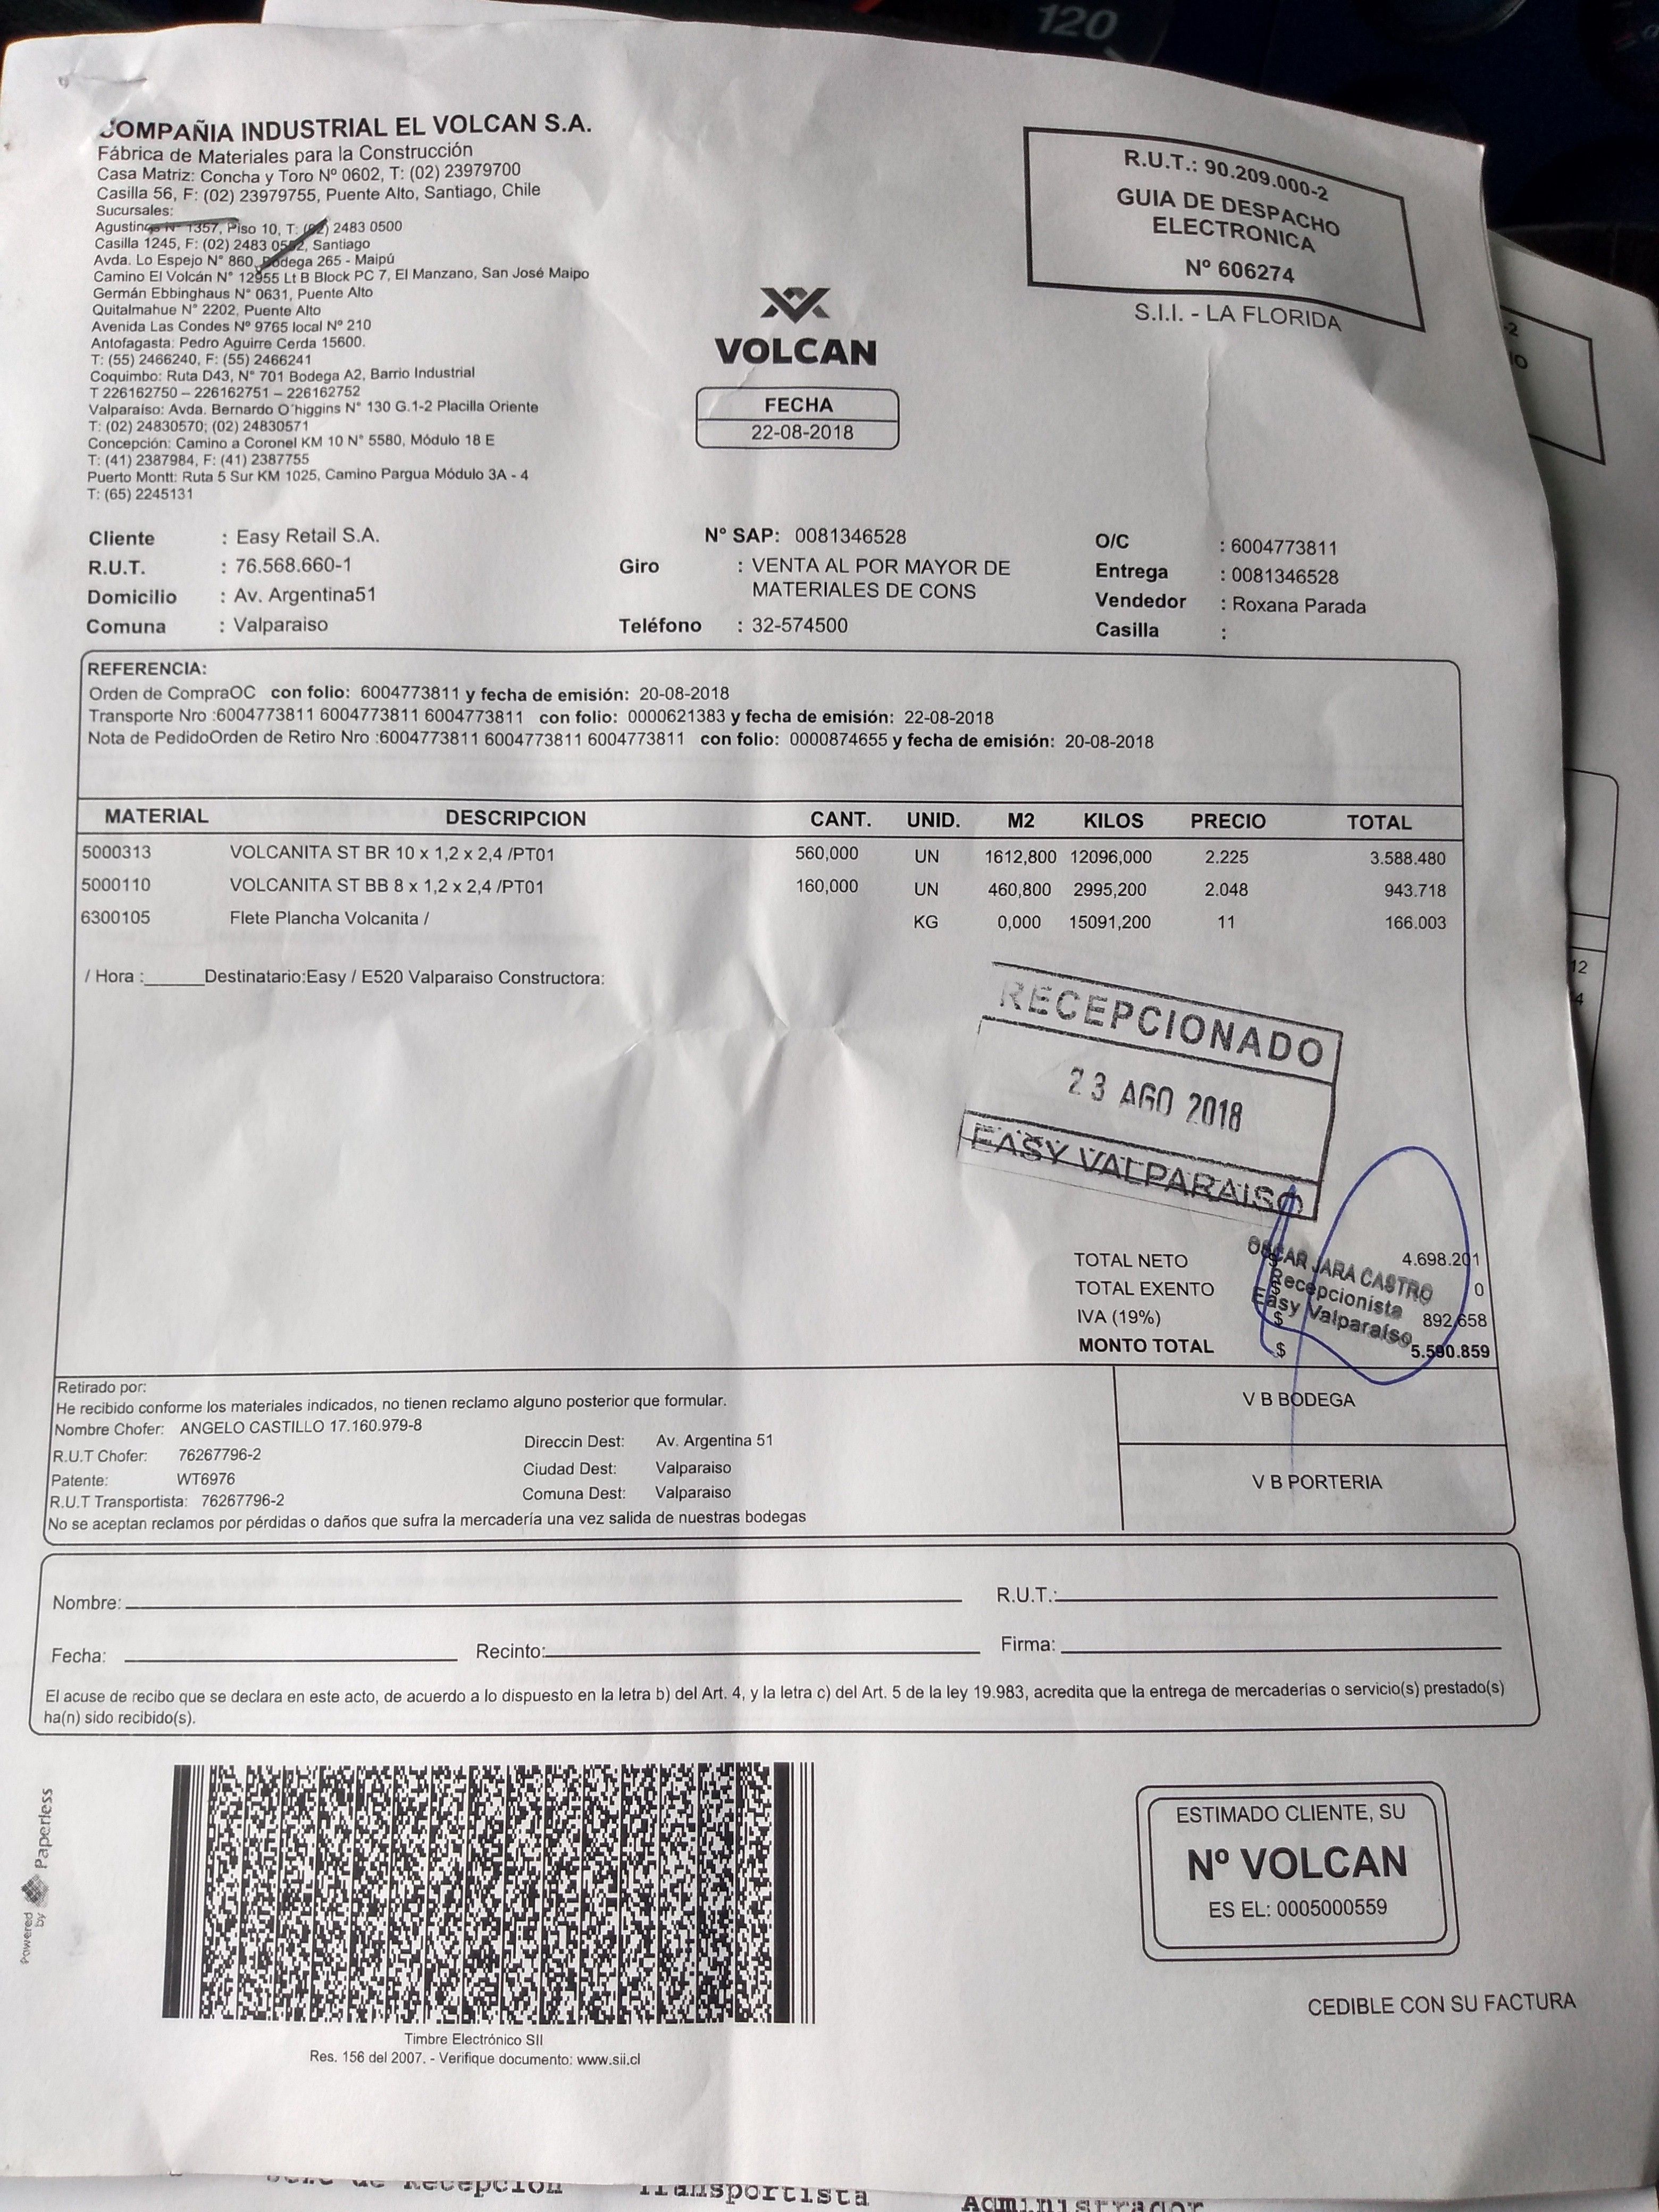 120
COMPAÑIA INDUSTRIAL EL VOLCAN S.A.
Fábrica de Materiales para la Construcción
Casa Matriz: Concha y Toro Nº 0602, T: (02) 23979700
Casilla 56, F: (02) 23979755, Puente Alto, Santiago, Chile
Sucursales:
Agustinas Nº 1357, Piso 10, T: (02) 2483 0500
Casilla 1245, F: (02) 2483 0552, Santiago
Avda. Lo Espejo N° 860, Bodega 265 - Maipú
Camino El Volcán N° 12955 Lt B Block PC 7, El Manzano, San José Maipo
Germán Ebbinghaus N° 0631, Puente Alto
Quitalmahue N° 2202, Puente Alto
Avenida Las Condes Nº 9765 local Nº 210
Antofagasta: Pedro Aguirre Cerda 15600.
T: (55) 2466240, F: (55) 2466241
Coquimbo: Ruta D43, N° 701 Bodega A2, Barrio Industrial
T 226162750 – 226162751 – 226162752
Valparaíso: Avda. Bernardo O´higgins N° 130 G.1-2 Placilla Oriente
T: (02) 24830570; (02) 24830571
Concepción: Camino a Coronel KM 10 N° 5580, Módulo 18 E
T: (41) 2387984, F: (41) 2387755
Puerto Montt: Ruta 5 Sur KM 1025, Camino Pargua Módulo 3A - 4
T: (65) 2245131
VOLCAN
FECHA
22-08-2018
R.U.T.: 90.209.000-2
GUIA DE DESPACHO
ELECTRONICA
Nº 606274
S.I.I. - LA FLORIDA
Cliente : Easy Retail S.A. Nº SAP: 0081346528 O/C : 6004773811
R.U.T. : 76.568.660-1 Giro : VENTA AL POR MAYOR DE Entrega : 0081346528
Domicilio : Av. Argentina51 MATERIALES DE CONS Vendedor : Roxana Parada
Comuna : Valparaiso Teléfono : 32-574500 Casilla :
REFERENCIA:
Orden de CompraOC con folio: 6004773811 y fecha de emisión: 20-08-2018
Transporte Nro :6004773811 6004773811 6004773811 con folio: 0000621383 y fecha de emisión: 22-08-2018
Nota de PedidoOrden de Retiro Nro :6004773811 6004773811 6004773811 con folio: 0000874655 y fecha de emisión: 20-08-2018
MATERIAL DESCRIPCION CANT. UNID. M2 KILOS PRECIO TOTAL
5000313 VOLCANITA ST BR 10 x 1,2 x 2,4 /PT01 560,000 UN 1612,800 12096,000 2.225 3.588.480
5000110 VOLCANITA ST BB 8 x 1,2 x 2,4 /PT01 160,000 UN 460,800 2995,200 2.048 943.718
6300105 Flete Plancha Volcanita / KG 0,000 15091,200 11 166.003
/ Hora :______Destinatario:Easy / E520 Valparaiso Constructora:
RECEPCIONADO
23 AGO 2018
EASY VALPARAISO
OSCAR JARA CASTRO
Recepcionista
Easy Valparaíso
TOTAL NETO $ 4.698.201
TOTAL EXENTO $ 0
IVA (19%) $ 892.658
MONTO TOTAL $ 5.590.859
Retirado por:
He recibido conforme los materiales indicados, no tienen reclamo alguno posterior que formular.
Nombre Chofer: ANGELO CASTILLO 17.160.979-8
R.U.T Chofer: 76267796-2 Direccin Dest: Av. Argentina 51
Patente: WT6976 Ciudad Dest: Valparaiso
R.U.T Transportista: 76267796-2 Comuna Dest: Valparaiso
No se aceptan reclamos por pérdidas o daños que sufra la mercadería una vez salida de nuestras bodegas
V B BODEGA
V B PORTERIA
Nombre: R.U.T.:
Fecha: Recinto: Firma:
El acuse de recibo que se declara en este acto, de acuerdo a lo dispuesto en la letra b) del Art. 4, y la letra c) del Art. 5 de la ley 19.983, acredita que la entrega de mercaderías o servicio(s) prestado(s)
ha(n) sido recibido(s).
Powered by Paperless
Timbre Electrónico SII
Res. 156 del 2007. - Verifique documento: www.sii.cl
ESTIMADO CLIENTE, SU
Nº VOLCAN
ES EL: 0005000559
CEDIBLE CON SU FACTURA
de Recepción Transportista Administrador